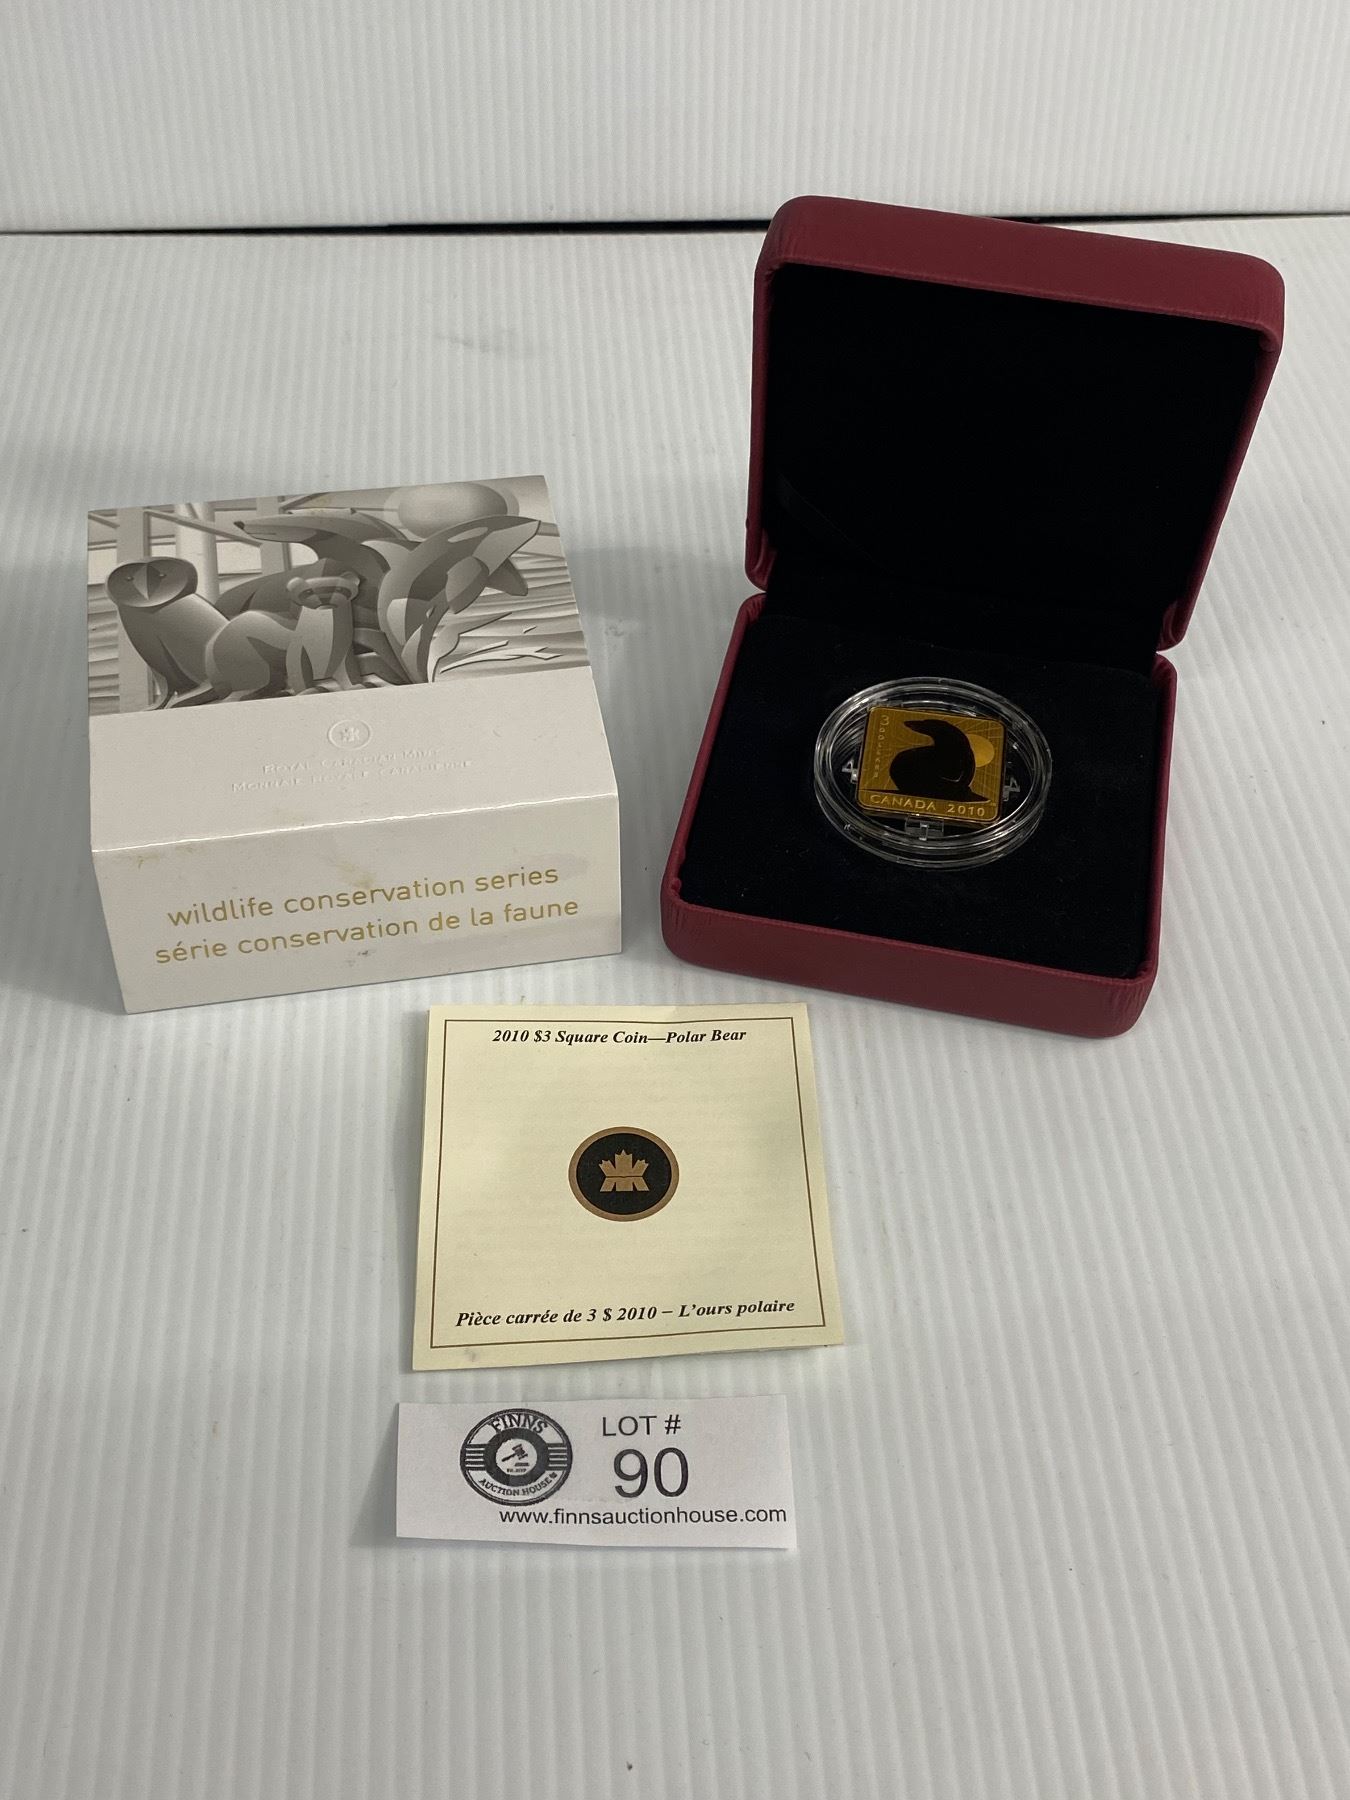 3
DOLLARS
CANADA 2010
4
4
ROYAL CANADIAN MINT
MONNAIE ROYALE CANADIENNE
wildlife conservation series
série conservation de la faune
2010 $3 Square Coin—Polar Bear
Pièce carrée de 3 $ 2010 – L'ours polaire
FINNS
AUCTION HOUSE
LOT #
90
www.finnsauctionhouse.com